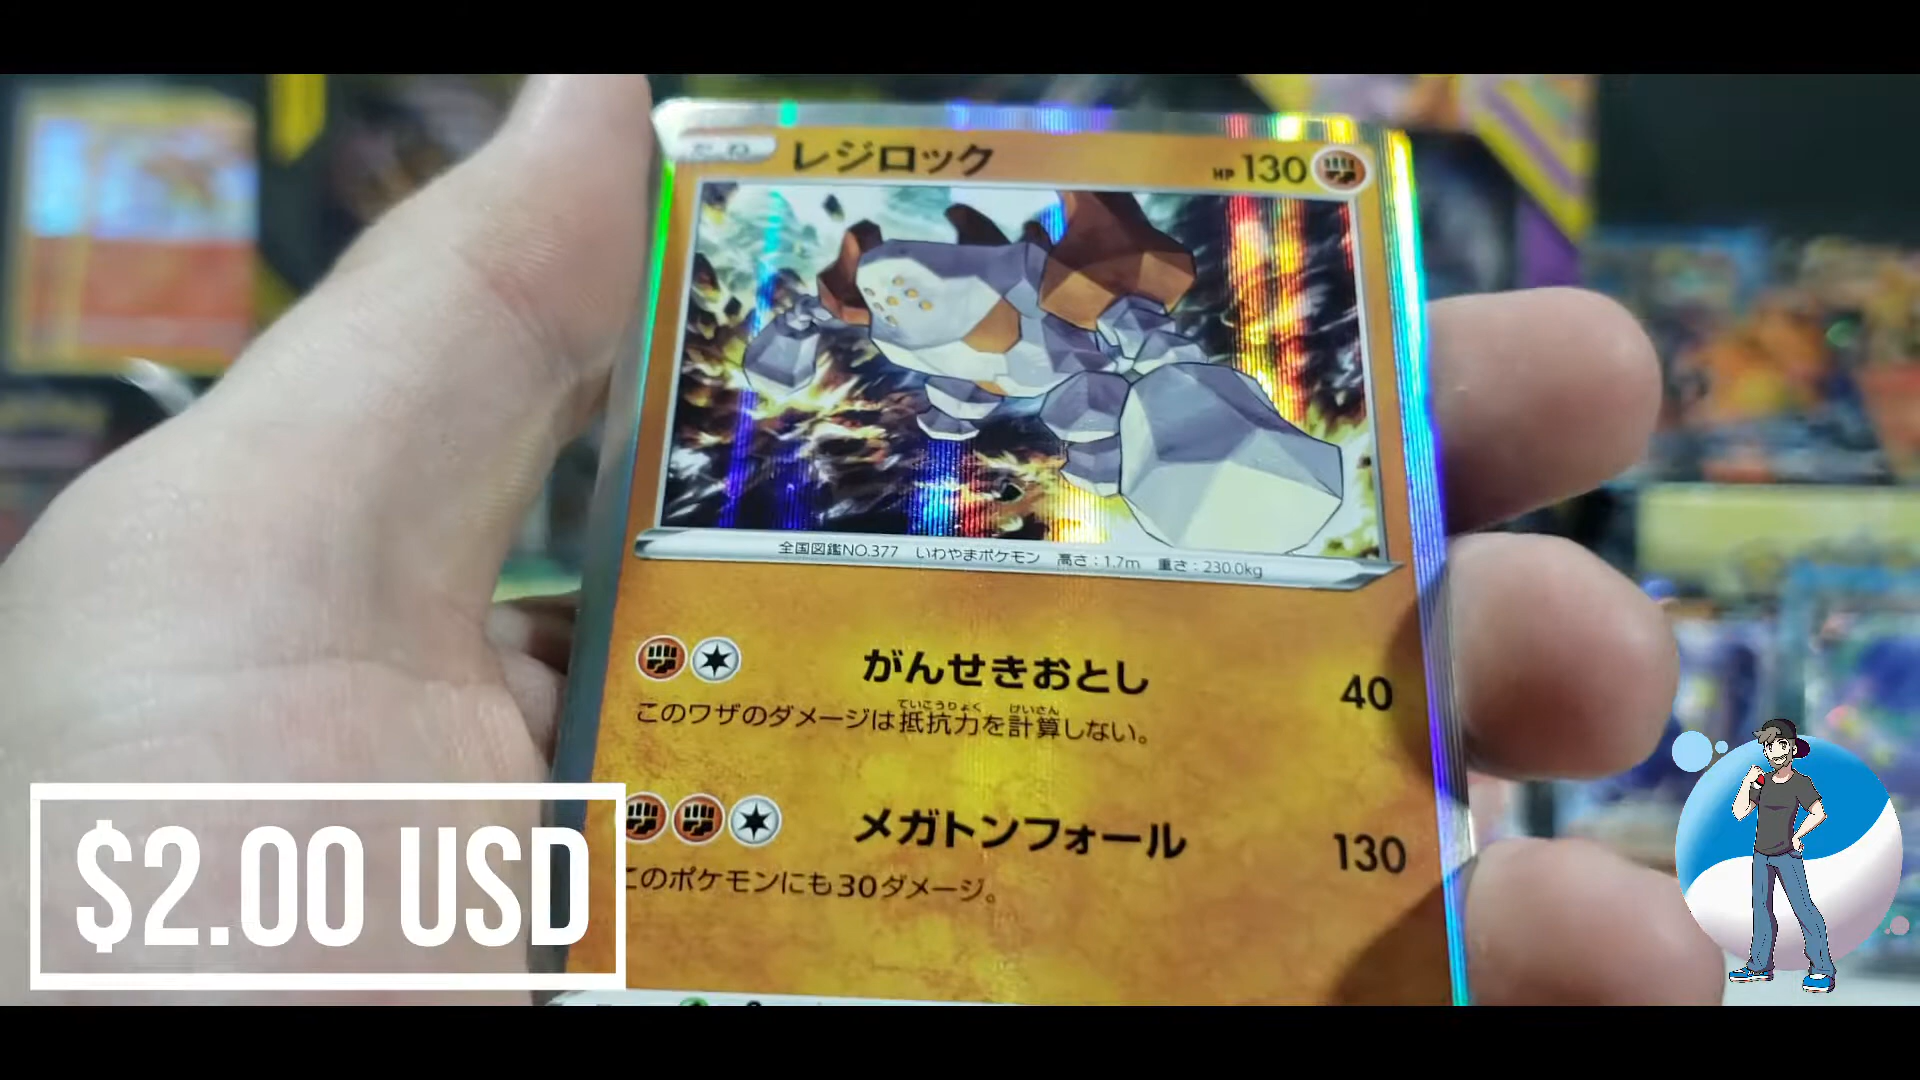 たね レジロック HP 130
全国図鑑NO.377 いわやまポケモン 高さ:1.7m 重さ:230.0kg
がんせきおとし 40
ていこうりょく けいさん
このワザのダメージは抵抗力を計算しない。
メガトンフォール 130
このポケモンにも30ダメージ。
$2.00 USD